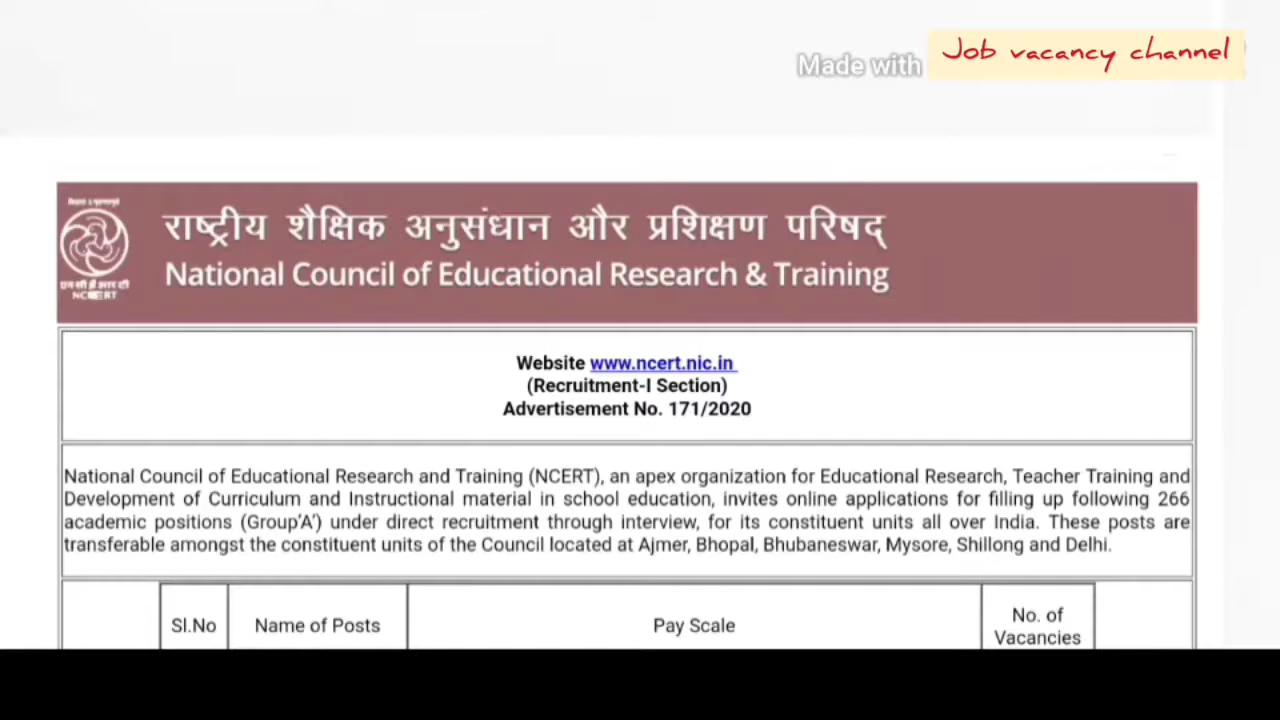 Made with Job vacancy channel
राष्ट्रीय शैक्षिक अनुसंधान और प्रशिक्षण परिषद्
National Council of Educational Research & Training
एन सी ई आर टी
NCERT
Website www.ncert.nic.in
(Recruitment-I Section)
Advertisement No. 171/2020
National Council of Educational Research and Training (NCERT), an apex organization for Educational Research, Teacher Training and
Development of Curriculum and Instructional material in school education, invites online applications for filling up following 266
academic positions (Group'A') under direct recruitment through interview, for its constituent units all over India. These posts are
transferable amongst the constituent units of the Council located at Ajmer, Bhopal, Bhubaneswar, Mysore, Shillong and Delhi.
Sl.No Name of Posts Pay Scale No. of
Vacancies